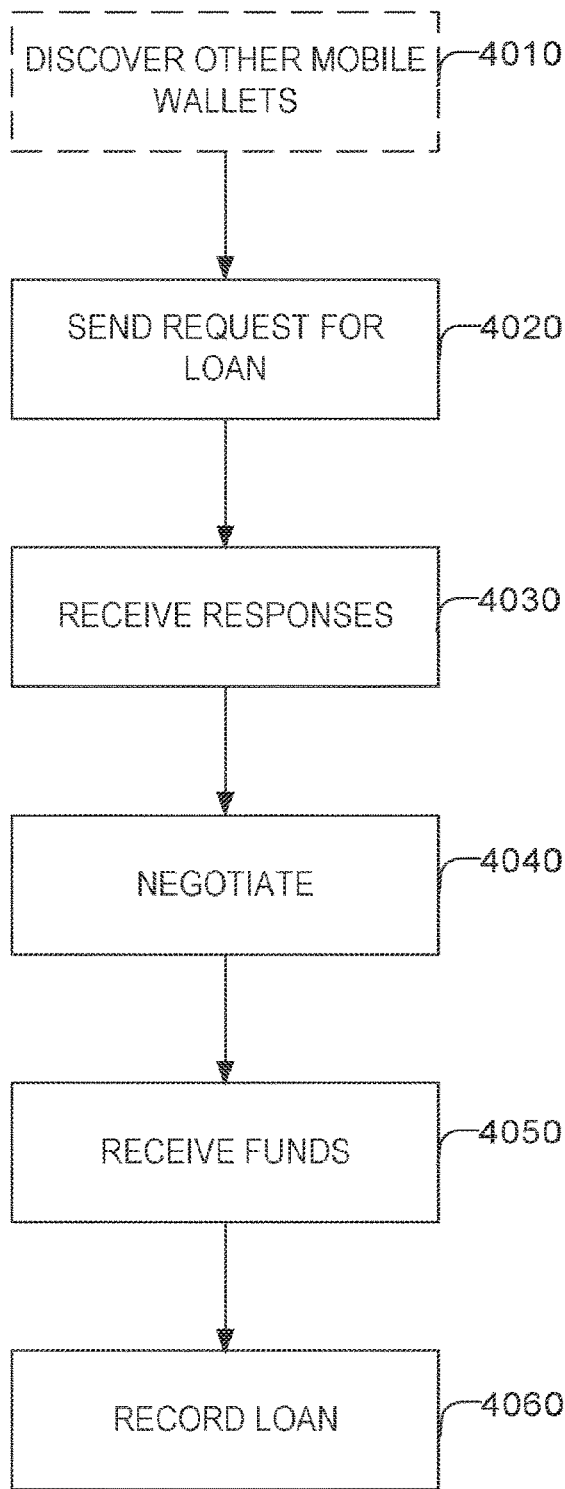 DISCOVER OTHER MOBILE
WALLETS
4010
SEND REQUEST FOR
LOAN
4020
RECEIVE RESPONSES
4030
NEGOTIATE
4040
RECEIVE FUNDS
4050
RECORD LOAN
4060